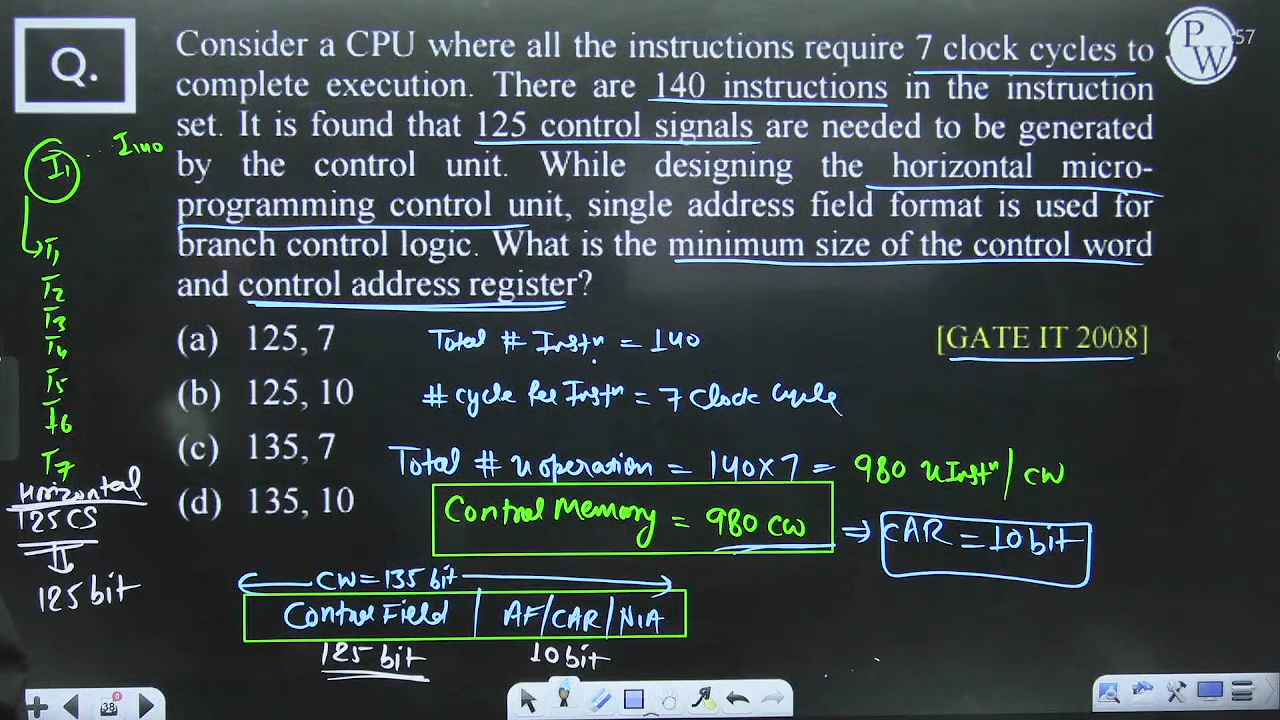 Q.
Consider a CPU where all the instructions require 7 clock cycles to
complete execution. There are 140 instructions in the instruction
set. It is found that 125 control signals are needed to be generated
by the control unit. While designing the horizontal micro-
programming control unit, single address field format is used for
branch control logic. What is the minimum size of the control word
and control address register?
PW
57
(a) 125, 7
(b) 125, 10
(c) 135, 7
(d) 135, 10
[GATE IT 2008]
I1 ... I140
T1
T2
T3
T4
T5
T6
T7
Horizontal
125 CS
125 bit
Total # Instn = 140
# cycle Per Instn = 7 Clock Cycle
Total # uoperation = 140x7 = 980 uInstn/CW
Control Memory = 980 CW ⇒ CAR = 10 bit
CW = 135 bit
Control Field | AF/CAR/NIA
125 bit 10 bit
38